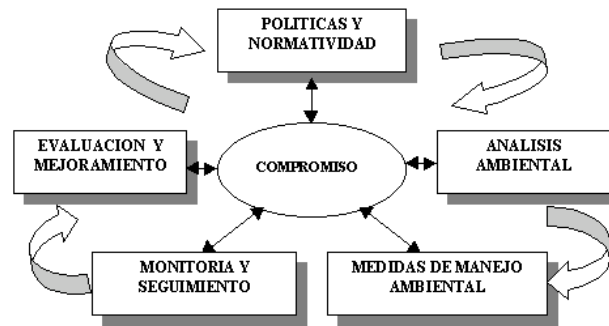 POLITICAS Y
NORMATIVIDAD
EVALUACION Y
MEJORAMIENTO
COMPROMISO
ANALISIS
AMBIENTAL
MONITORIA Y
SEGUIMIENTO
MEDIDAS DE MANEJO
AMBIENTAL